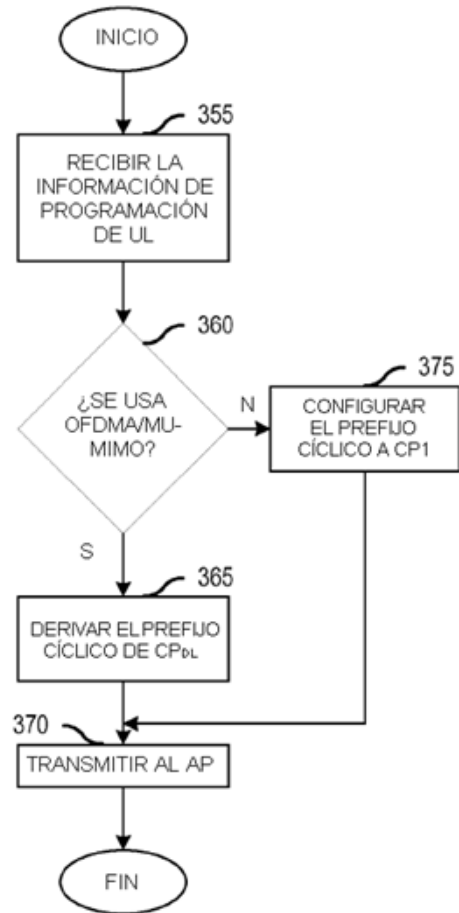 INICIO
355
RECIBIR LA
INFORMACIÓN DE
PROGRAMACIÓN
DE UL
360
¿SE USA
OFDMA/MU-
MIMO?
N
375
CONFIGURAR
EL PREFIJO
CÍCLICO A CP1
S
365
DERIVAR EL PREFIJO
CÍCLICO DE CPDL
370
TRANSMITIR AL AP
FIN